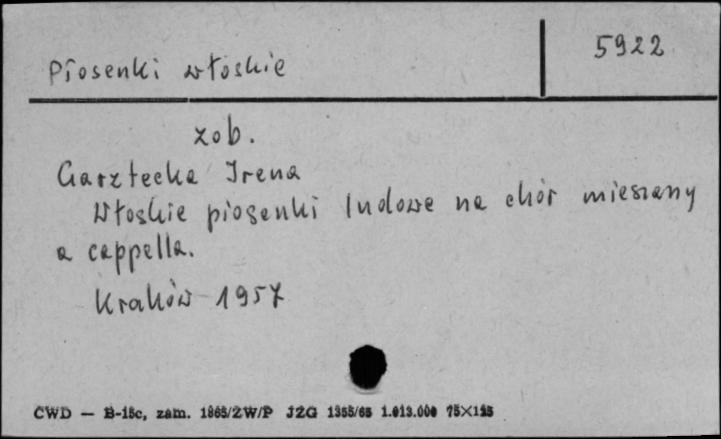 Piosenki włoskie
5922
zob.
Garztecka Irena
Włoskie piosenki ludowe na chór mieszany
a cappella.
Kraków 1957
CWD — B-15c, zam. 1865/ZW/P JZG 1355/65 1.013.000 75×125